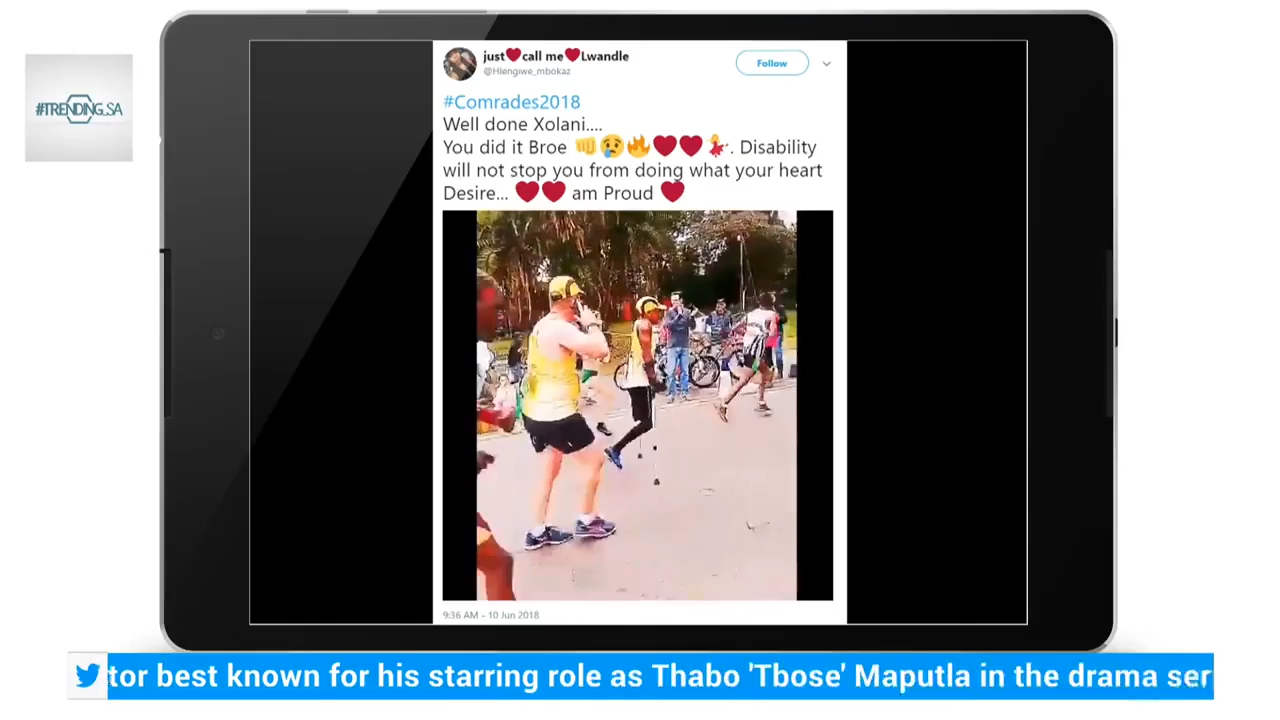 #TRENDING_SA
just❤call me❤Lwandle
@Hlengiwe_mbokaz
Follow
#Comrades2018
Well done Xolani....
You did it Broe 👊😢🔥❤❤💃. Disability
will not stop you from doing what your heart
Desire... ❤❤ am Proud ❤
9:36 AM – 10 Jun 2018
tor best known for his starring role as Thabo 'Tbose' Maputla in the drama ser